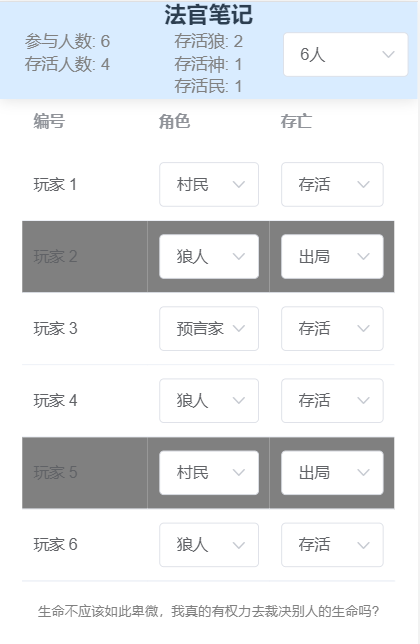 法官笔记
参与人数: 6
存活人数: 4
存活狼: 2
存活神: 1
存活民: 1
6人
编号 角色 存亡
玩家 1 村民 存活
玩家 2 狼人 出局
玩家 3 预言家 存活
玩家 4 狼人 存活
玩家 5 村民 出局
玩家 6 狼人 存活
生命不应该如此卑微，我真的有权力去裁决别人的生命吗?